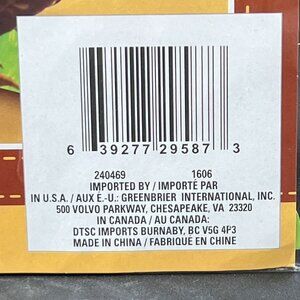 6 39277 29587 3
240469 1606
IMPORTED BY / IMPORTÉ PAR
IN U.S.A. / AUX E.-U.: GREENBRIER INTERNATIONAL, INC.
500 VOLVO PARKWAY, CHESAPEAKE, VA 23320
IN CANADA / AU CANADA:
DTSC IMPORTS BURNABY, BC V5G 4P3
MADE IN CHINA / FABRIQUÉ EN CHINE